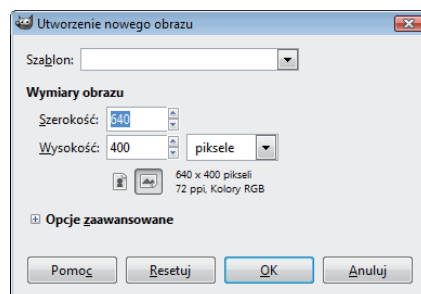 Utworzenie nowego obrazu
Szablon:
Wymiary obrazu
Szerokość: 640
Wysokość: 400 piksele
640 x 400 pikseli
72 ppi, Kolory RGB
Opcje zaawansowane
Pomoc Resetuj OK Anuluj